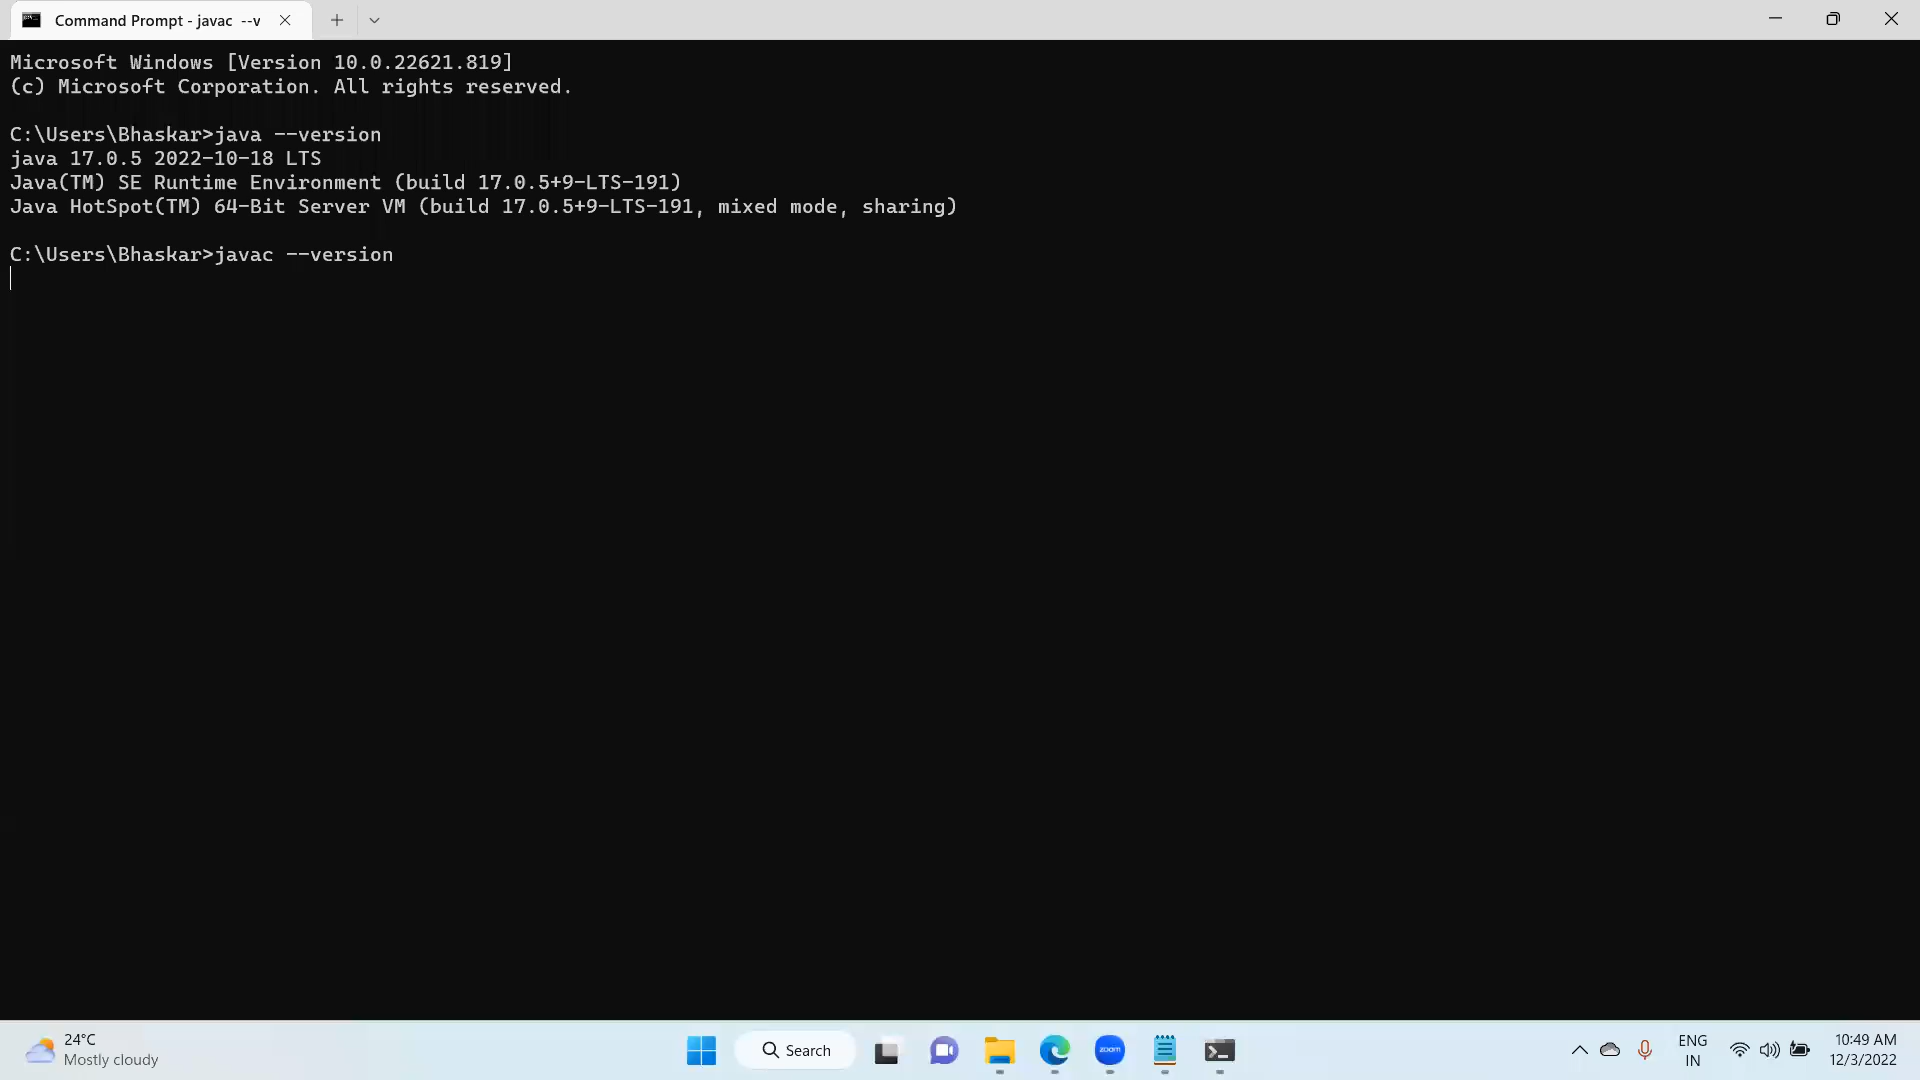 Command Prompt - javac --v
Microsoft Windows [Version 10.0.22621.819]
(c) Microsoft Corporation. All rights reserved.
C:\Users\Bhaskar>java --version
java 17.0.5 2022-10-18 LTS
Java(TM) SE Runtime Environment (build 17.0.5+9-LTS-191)
Java HotSpot(TM) 64-Bit Server VM (build 17.0.5+9-LTS-191, mixed mode, sharing)
C:\Users\Bhaskar>javac --version
24°C
Mostly cloudy
Search
zoom
ENG
IN
10:49 AM
12/3/2022